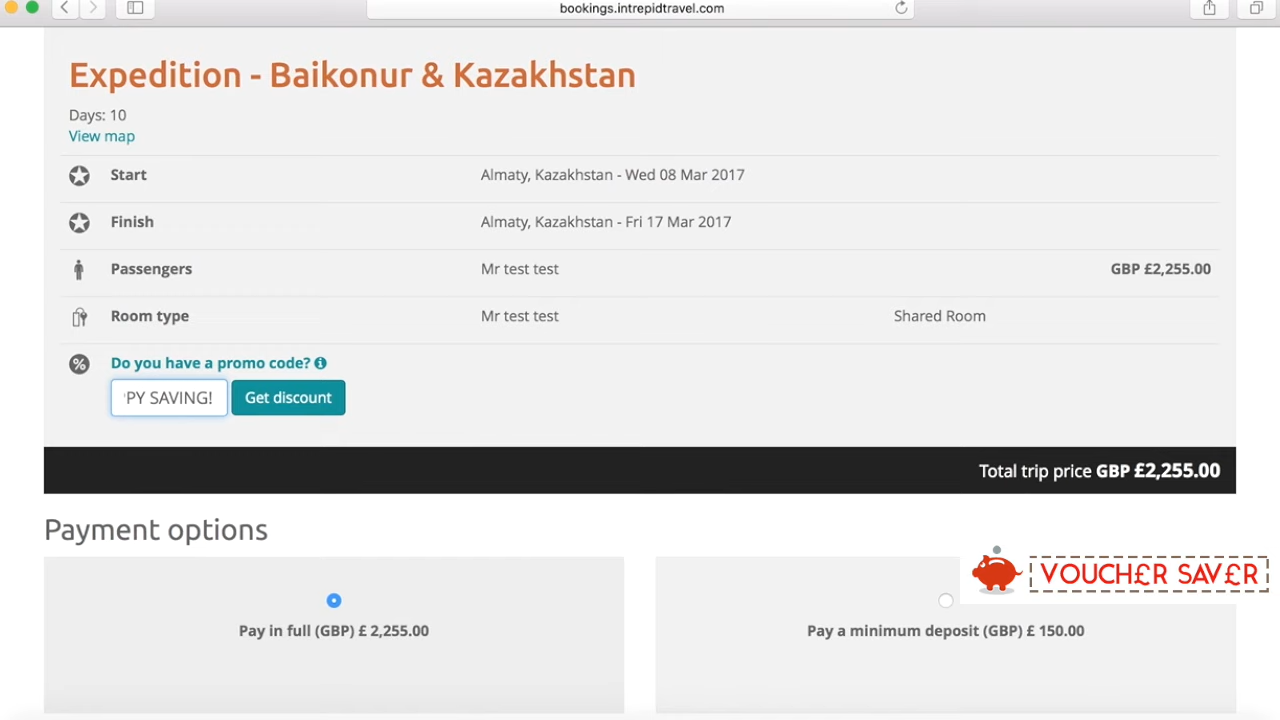 bookings.intrepidtravel.com
Expedition - Baikonur & Kazakhstan
Days: 10
View map
Start Almaty, Kazakhstan - Wed 08 Mar 2017
Finish Almaty, Kazakhstan - Fri 17 Mar 2017
Passengers Mr test test GBP £2,255.00
Room type Mr test test Shared Room
% Do you have a promo code?
PY SAVING! Get discount
Total trip price GBP £2,255.00
Payment options
VOUCH£R SAV£R
Pay in full (GBP) £ 2,255.00 Pay a minimum deposit (GBP) £ 150.00